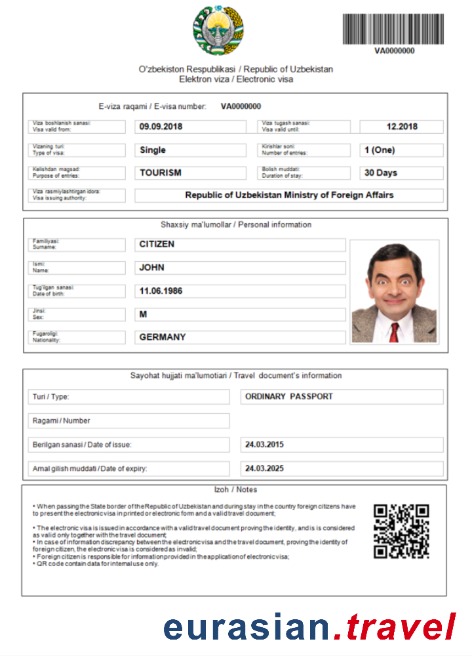 VA0000000
O'zbekiston Respublikasi / Republic of Uzbekistan
Elektron viza / Electronic visa
E-viza raqami / E-visa number: VA0000000
Viza boshlanish sanasi: Visa valid from: 09.09.2018
Viza tugash sanasi: Visa valid until: 12.2018
Vizaning turi: Type of visa: Single
Kirishlar soni: Number of entries: 1 (One)
Kelishdan maqsad: Purpose of entries: TOURISM
Bolish muddati: Duration of stay: 30 Days
Viza rasmiylashtirgan idora: Visa issuing authority: Republic of Uzbekistan Ministry of Foreign Affairs
Shaxsiy ma'lumollar / Personal information
Familiyasi: Surname: CITIZEN
Ismi: Name: JOHN
Tug'ilgan sanasi: Date of birth: 11.06.1986
Jinsi: Sex: M
Fuqaroligi: Nationality: GERMANY
Sayohat hujjati ma'lumotiari / Travel document's information
Turi / Type: ORDINARY PASSPORT
Ragami / Number
Berilgan sanasi / Date of issue: 24.03.2015
Amal gilish muddati / Date of expiry: 24.03.2025
Izoh / Notes
• When passing the State border of the Republic of Uzbekistan and during stay in the country foreign citizens have
to present the electronic visa in printed or electronic form and a valid travel document;
• The electronic visa is issued in accordance with a valid travel document proving the identity, and is considered
as valid only together with the travel document;
• In case of information discrepancy between the electronic visa and the travel document, proving the identity of
foreign citizen, the electronic visa is considered as invalid;
• Foreign citizen is responsible for information provided in the application of electronic visa;
• QR code contain data for internal use only.
eurasian.travel